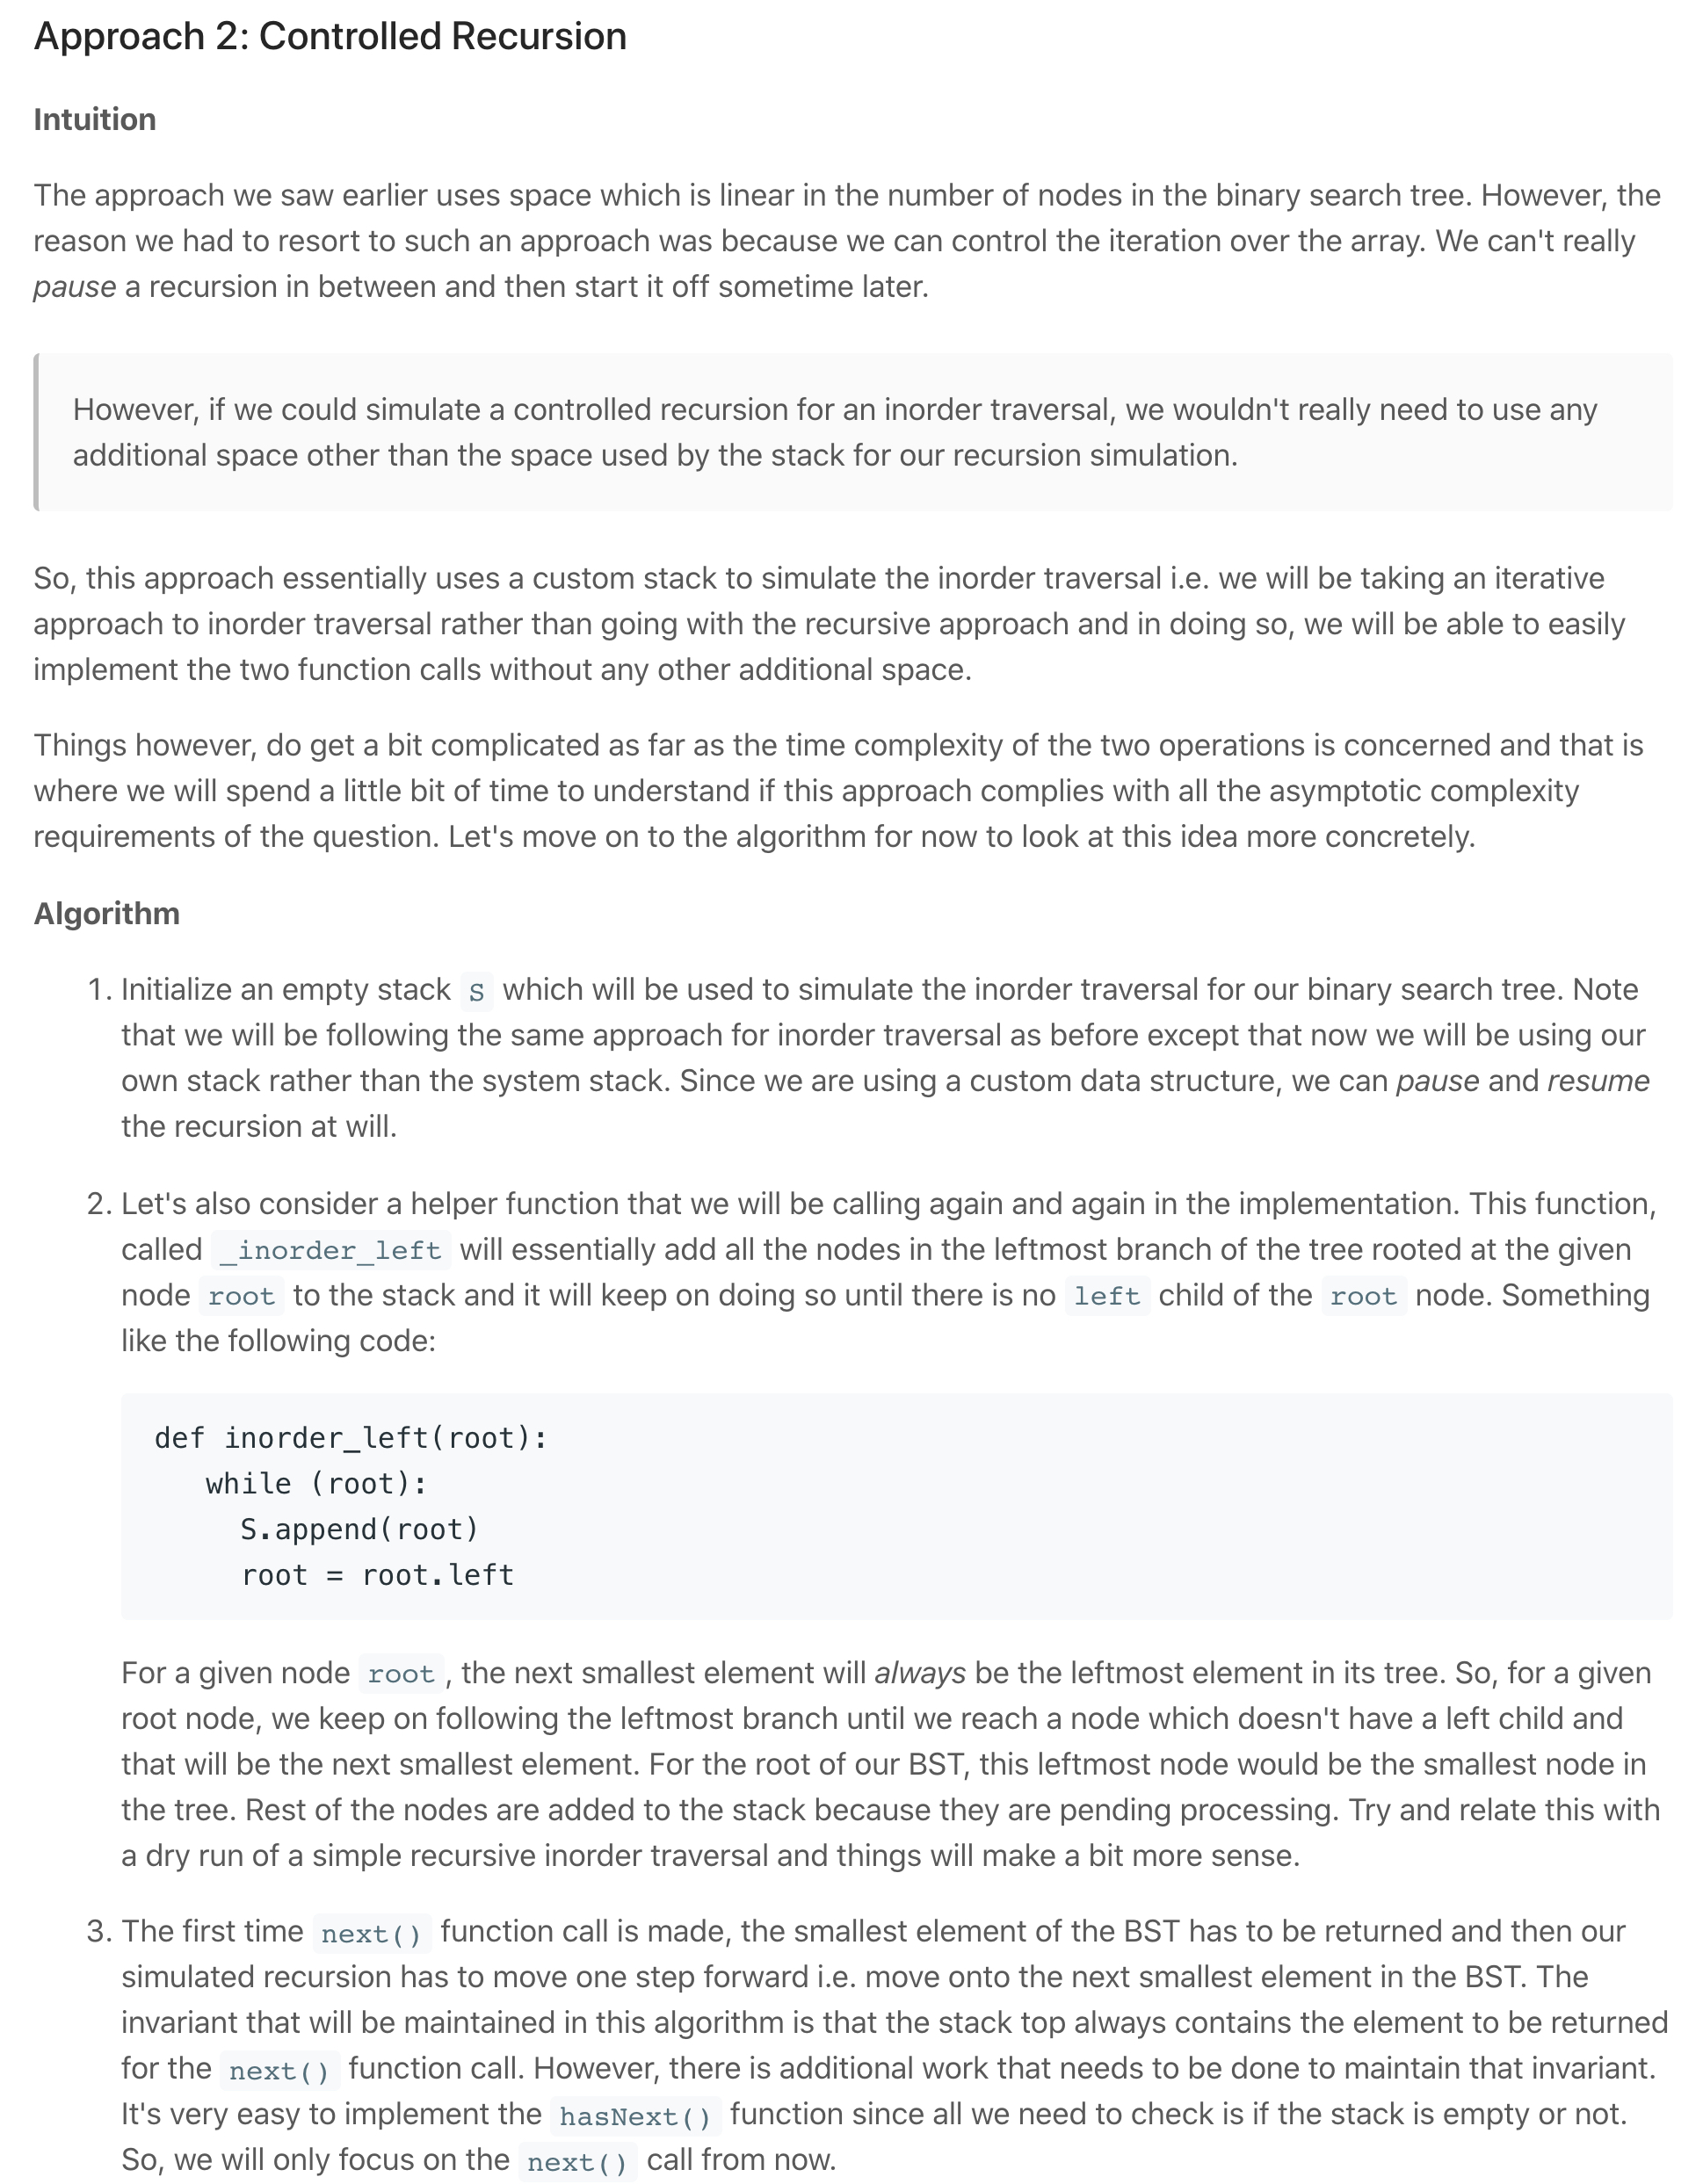 Approach 2: Controlled Recursion
Intuition
The approach we saw earlier uses space which is linear in the number of nodes in the binary search tree. However, the
reason we had to resort to such an approach was because we can control the iteration over the array. We can't really
pause a recursion in between and then start it off sometime later.
However, if we could simulate a controlled recursion for an inorder traversal, we wouldn't really need to use any
additional space other than the space used by the stack for our recursion simulation.
So, this approach essentially uses a custom stack to simulate the inorder traversal i.e. we will be taking an iterative
approach to inorder traversal rather than going with the recursive approach and in doing so, we will be able to easily
implement the two function calls without any other additional space.
Things however, do get a bit complicated as far as the time complexity of the two operations is concerned and that is
where we will spend a little bit of time to understand if this approach complies with all the asymptotic complexity
requirements of the question. Let's move on to the algorithm for now to look at this idea more concretely.
Algorithm
1. Initialize an empty stack S which will be used to simulate the inorder traversal for our binary search tree. Note
that we will be following the same approach for inorder traversal as before except that now we will be using our
own stack rather than the system stack. Since we are using a custom data structure, we can pause and resume
the recursion at will.
2. Let's also consider a helper function that we will be calling again and again in the implementation. This function,
called _inorder_left will essentially add all the nodes in the leftmost branch of the tree rooted at the given
node root to the stack and it will keep on doing so until there is no left child of the root node. Something
like the following code:
def inorder_left(root):
   while (root):
     S.append(root)
     root = root.left
For a given node root, the next smallest element will always be the leftmost element in its tree. So, for a given
root node, we keep on following the leftmost branch until we reach a node which doesn't have a left child and
that will be the next smallest element. For the root of our BST, this leftmost node would be the smallest node in
the tree. Rest of the nodes are added to the stack because they are pending processing. Try and relate this with
a dry run of a simple recursive inorder traversal and things will make a bit more sense.
3. The first time next() function call is made, the smallest element of the BST has to be returned and then our
simulated recursion has to move one step forward i.e. move onto the next smallest element in the BST. The
invariant that will be maintained in this algorithm is that the stack top always contains the element to be returned
for the next() function call. However, there is additional work that needs to be done to maintain that invariant.
It's very easy to implement the hasNext() function since all we need to check is if the stack is empty or not.
So, we will only focus on the next() call from now.